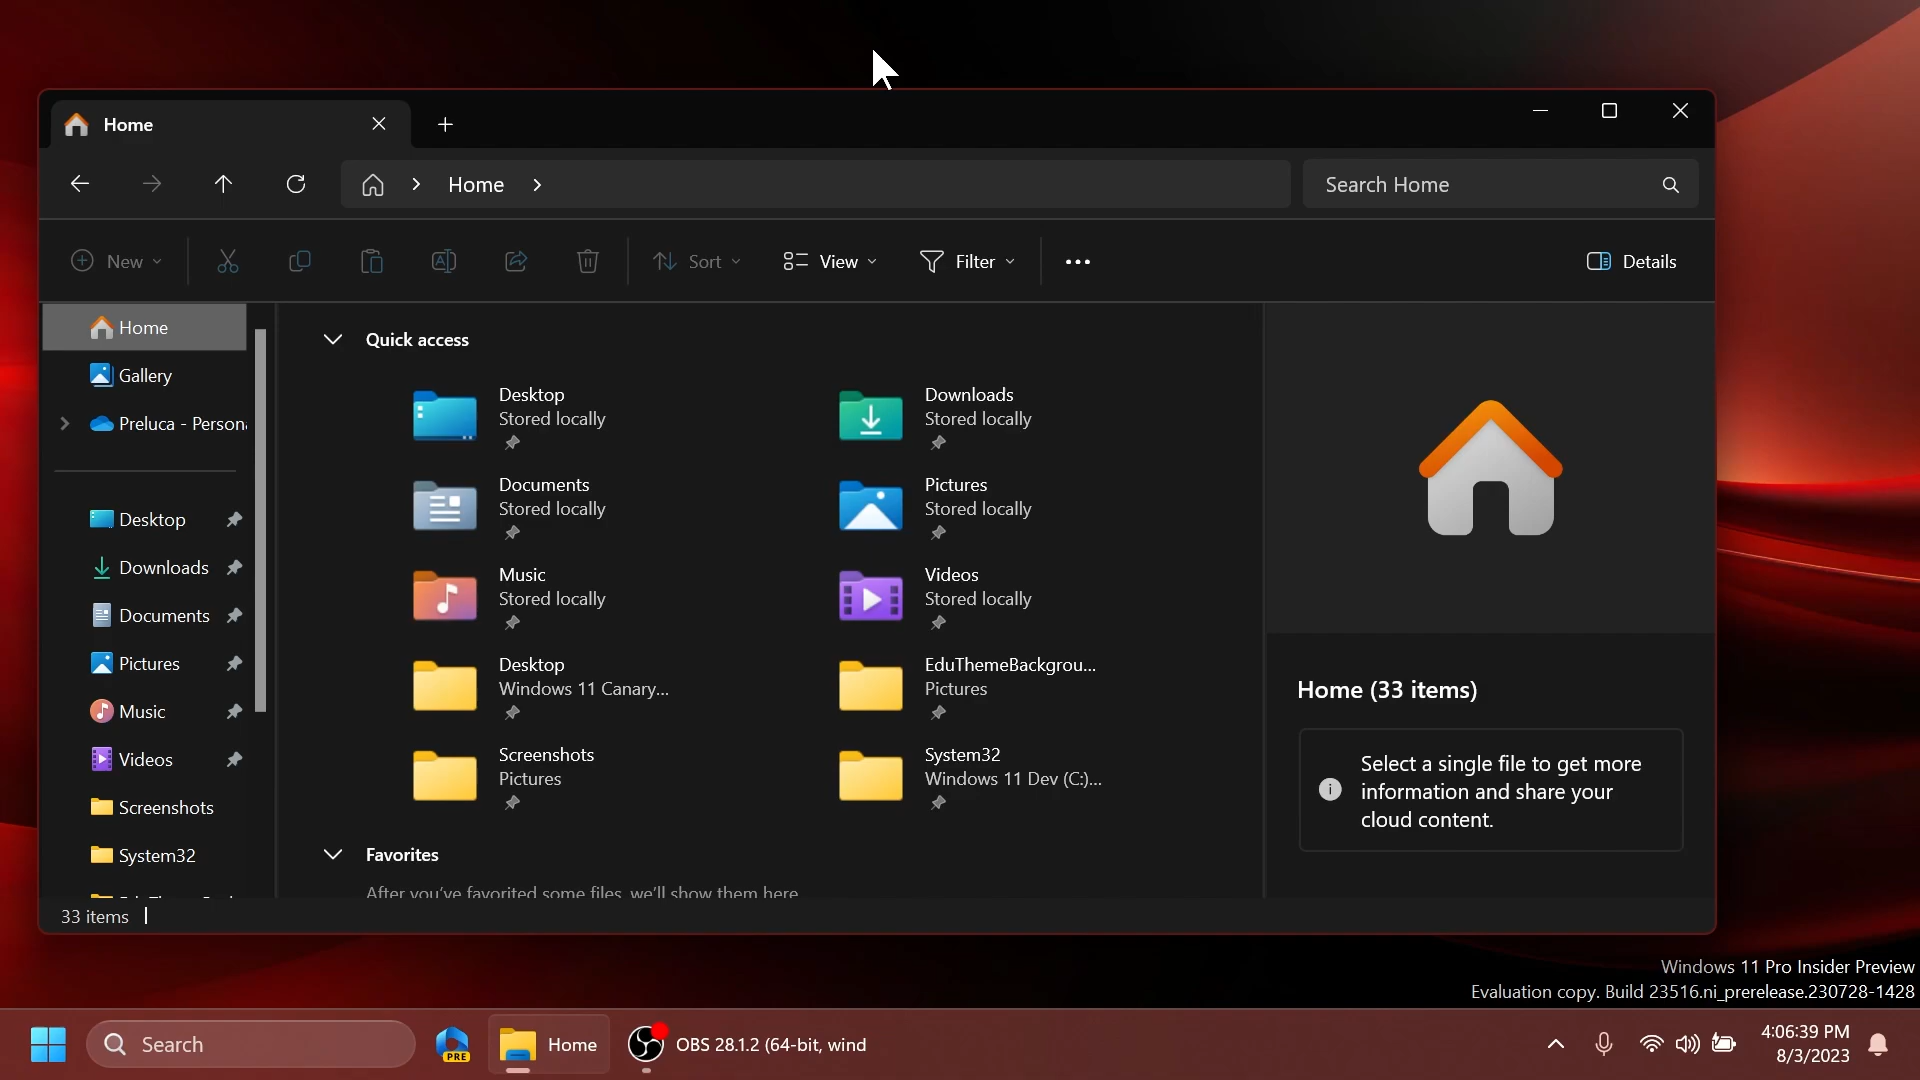 Home
Home
Search Home
New
Sort
View
Filter
Details
Home
Gallery
Preluca - Persona
Desktop
Downloads
Documents
Pictures
Music
Videos
Screenshots
System32
Quick access
Desktop
Stored locally
Downloads
Stored locally
Documents
Stored locally
Pictures
Stored locally
Music
Stored locally
Videos
Stored locally
Desktop
Windows 11 Canary...
EduThemeBackgrou...
Pictures
Screenshots
Pictures
System32
Windows 11 Dev (C:)...
Favorites
After you've favorited some files, we'll show them here
Home (33 items)
Select a single file to get more
information and share your
cloud content.
33 items
Windows 11 Pro Insider Preview
Evaluation copy. Build 23516.ni_prerelease.230728-1428
Search
PRE
Home
OBS 28.1.2 (64-bit, wind
4:06:39 PM
8/3/2023